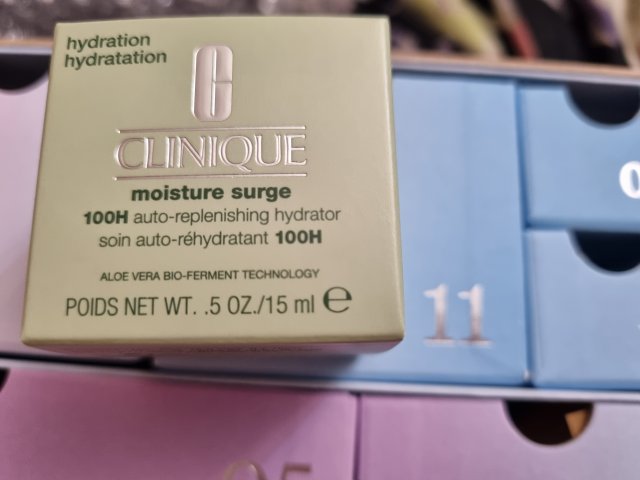 hydration
hydratation
CLINIQUE
moisture surge
100H auto-replenishing hydrator
soin auto-réhydratant 100H
ALOE VERA BIO-FERMENT TECHNOLOGY
POIDS NET WT. .5 OZ./15 ml ℮
11
05